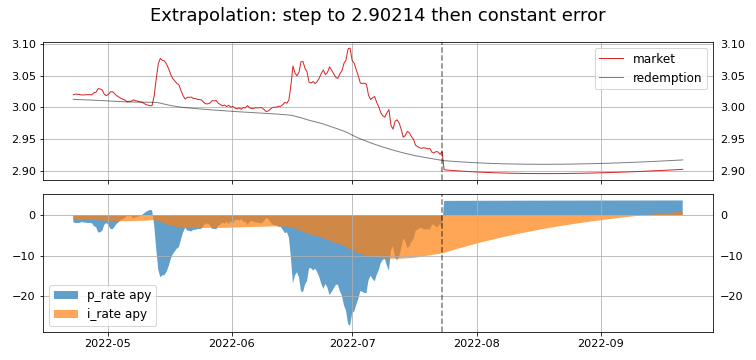 Extrapolation: step to 2.90214 then constant error
3.10 3.10
market
redemption
3.05 3.05
3.00 3.00
2.95 2.95
2.90 2.90
0 0
−10 −10
−20 −20
p_rate apy
i_rate apy
2022-05 2022-06 2022-07 2022-08 2022-09